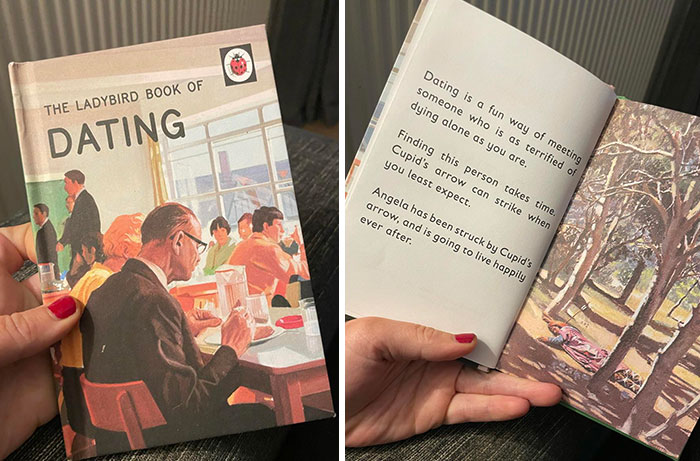 THE LADYBIRD BOOK OF
DATING
Dating is a fun way of meeting
someone who is as terrified of
dying alone as you are.
Finding this person takes time.
Cupid's arrow can strike when
you least expect.
Angela has been struck by Cupid's
arrow, and is going to live happily
ever after.